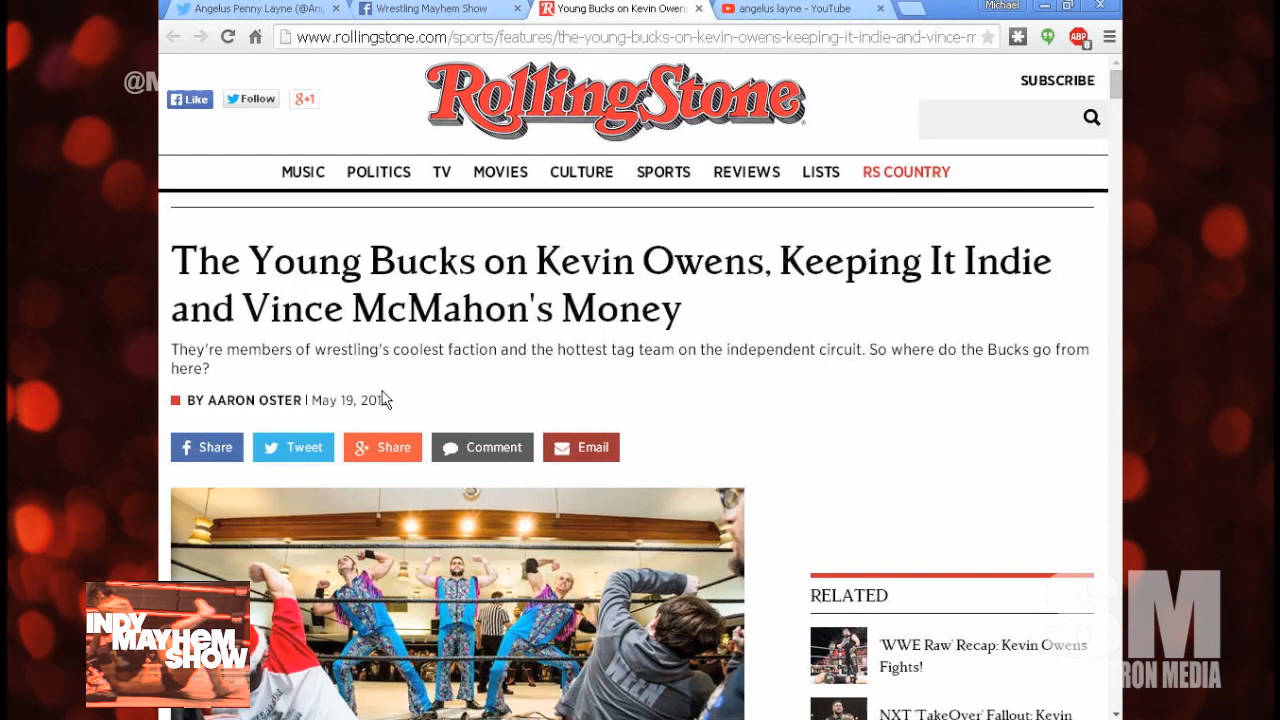 Angelus Penny Layne (@An
Wrestling Mayhem Show
Young Bucks on Kevin Owen
angelus layne - YouTube
Michael
www.rollingstone.com/sports/features/the-young-bucks-on-kevin-owens-keeping-it-indie-and-vince-m
ABP
@M
Like
Follow
g+1
RollingStone
SUBSCRIBE
MUSIC POLITICS TV MOVIES CULTURE SPORTS REVIEWS LISTS RS COUNTRY
The Young Bucks on Kevin Owens, Keeping It Indie
and Vince McMahon's Money
They're members of wrestling's coolest faction and the hottest tag team on the independent circuit. So where do the Bucks go from
here?
BY AARON OSTER | May 19, 201
Share
Tweet
Share
Comment
Email
RELATED
'WWE Raw' Recap: Kevin Owens
Fights!
NXT 'TakeOver' Fallout: Kevin
INDY
MAYHEM
SHOW
SM
TRON MEDIA